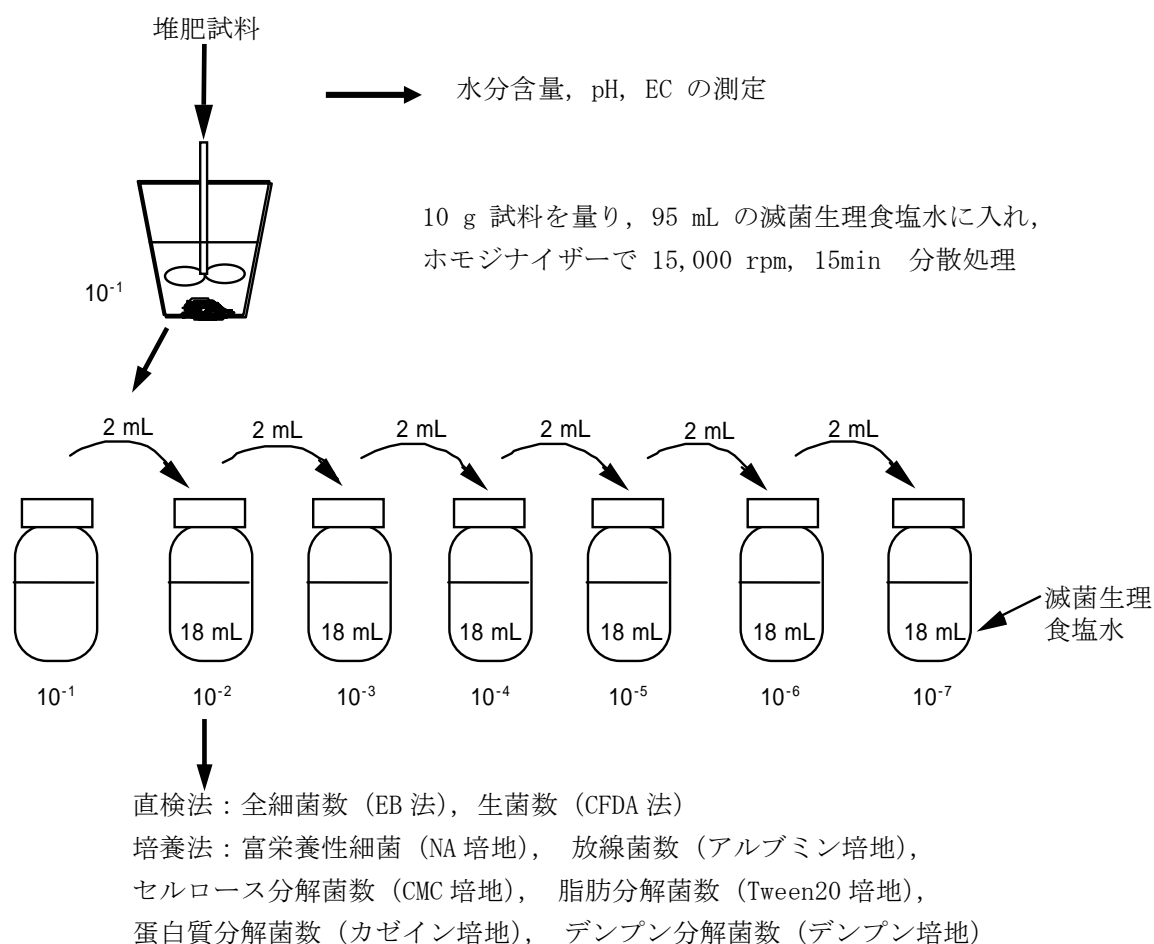 堆肥試料
水分含量, pH, EC の測定
10 g 試料を量り, 95 mL の滅菌生理食塩水に入れ,
ホモジナイザーで 15,000 rpm, 15min 分散処理
10⁻¹
2 mL 2 mL 2 mL 2 mL 2 mL 2 mL
滅菌生理
食塩水
18 mL 18 mL 18 mL 18 mL 18 mL 18 mL
10⁻¹ 10⁻² 10⁻³ 10⁻⁴ 10⁻⁵ 10⁻⁶ 10⁻⁷
直検法：全細菌数（EB 法）, 生菌数（CFDA 法）
培養法：富栄養性細菌（NA 培地）, 放線菌数（アルブミン培地）,
セルロース分解菌数（CMC 培地）, 脂肪分解菌数（Tween20 培地）,
蛋白質分解菌数（カゼイン培地）, デンプン分解菌数（デンプン培地）